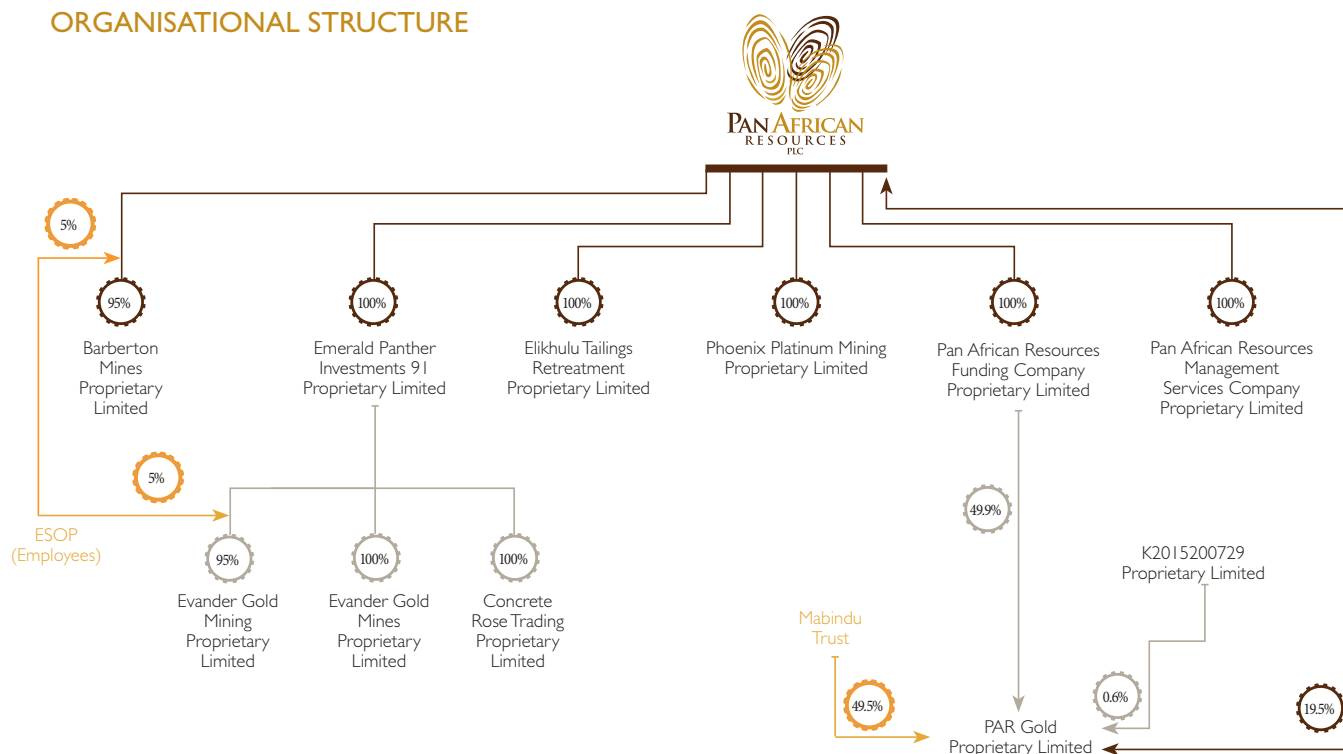 ORGANISATIONAL STRUCTURE
PAN AFRICAN
RESOURCES
PLC
5%
95%
100%
100%
100%
100%
100%
Barberton
Mines
Proprietary
Limited
Emerald Panther
Investments 91
Proprietary Limited
Elikhulu Tailings
Retreatment
Proprietary Limited
Phoenix Platinum Mining
Proprietary Limited
Pan African Resources
Funding Company
Proprietary Limited
Pan African Resources
Management
Services Company
Proprietary Limited
5%
ESOP
(Employees)
95%
100%
100%
Evander Gold
Mining
Proprietary
Limited
Evander Gold
Mines
Proprietary
Limited
Concrete
Rose Trading
Proprietary
Limited
49.9%
K2015200729
Proprietary Limited
Mabindu
Trust
49.5%
0.6%
19.5%
PAR Gold
Proprietary Limited